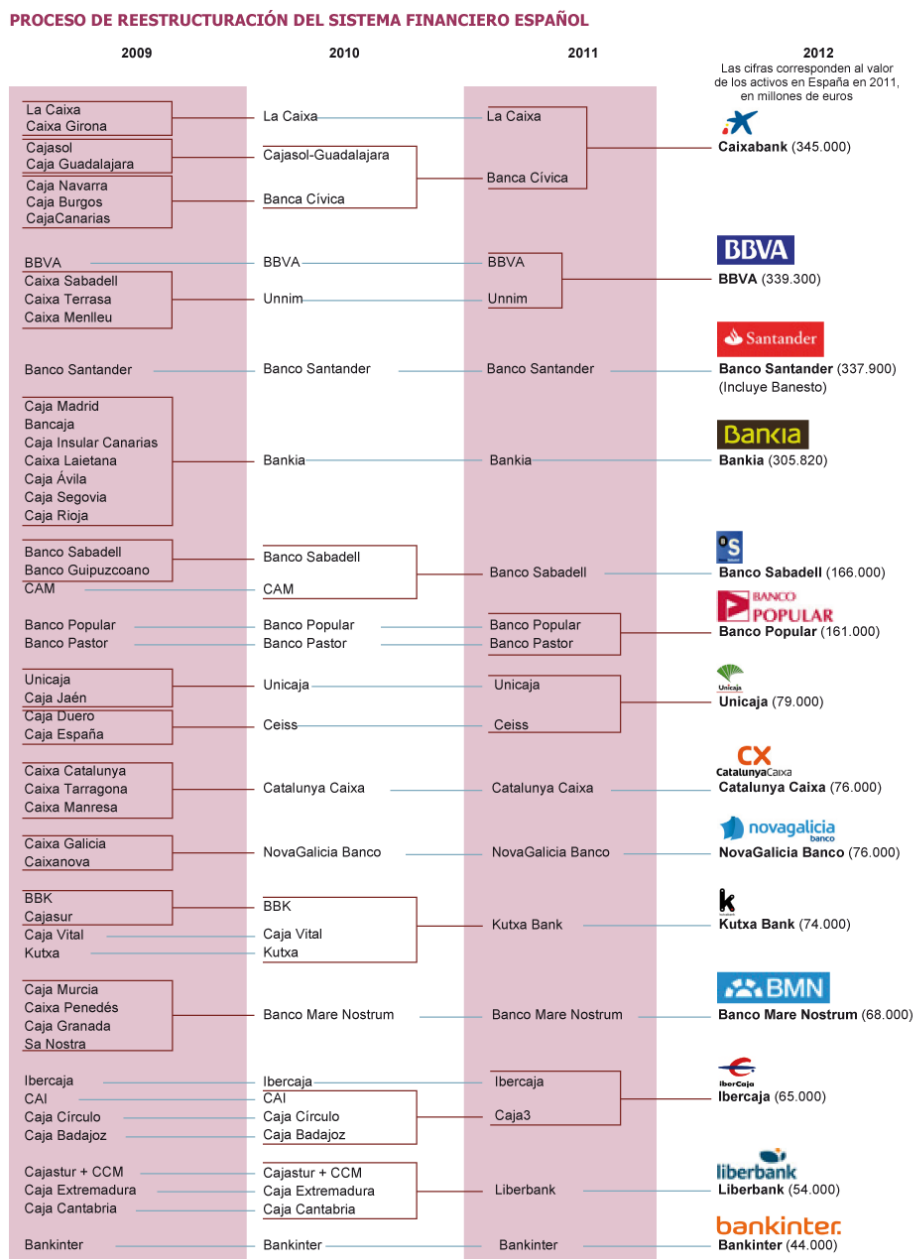 PROCESO DE REESTRUCTURACIÓN DEL SISTEMA FINANCIERO ESPAÑOL
2009
2010
2011
2012
Las cifras corresponden al valor
de los activos en España en 2011,
en millones de euros
La Caixa
Caixa Girona
La Caixa
La Caixa
Cajasol
Caja Guadalajara
Cajasol-Guadalajara
Caixabank (345.000)
Caja Navarra
Caja Burgos
CajaCanarias
Banca Cívica
Banca Cívica
BBVA
BBVA
BBVA
BBVA
BBVA (339.300)
Caixa Sabadell
Caixa Terrasa
Caixa Menlleu
Unnim
Unnim
Santander
Banco Santander
Banco Santander
Banco Santander
Banco Santander (337.900)
(Incluye Banesto)
Caja Madrid
Bancaja
Caja Insular Canarias
Caixa Laietana
Caja Ávila
Caja Segovia
Caja Rioja
Bankia
Bankia
Bankia
Bankia (305.820)
Banco Sabadell
Banco Guipuzcoano
CAM
Banco Sabadell
CAM
Banco Sabadell
BS
Banco Sabadell (166.000)
Banco Popular
Banco Pastor
Banco Popular
Banco Pastor
Banco Popular
Banco Pastor
BANCO
POPULAR
Banco Popular (161.000)
Unicaja
Caja Jaén
Unicaja
Unicaja
Caja Duero
Caja España
Ceiss
Ceiss
Unicaja
Unicaja (79.000)
Caixa Catalunya
Caixa Tarragona
Caixa Manresa
Catalunya Caixa
Catalunya Caixa
CX
CatalunyaCaixa
Catalunya Caixa (76.000)
Caixa Galicia
Caixanova
NovaGalicia Banco
NovaGalicia Banco
novagalicia
banco
NovaGalicia Banco (76.000)
BBK
Cajasur
Caja Vital
Kutxa
BBK
Caja Vital
Kutxa
Kutxa Bank
k
Kutxa Bank (74.000)
Caja Murcia
Caixa Penedés
Caja Granada
Sa Nostra
Banco Mare Nostrum
Banco Mare Nostrum
BMN
Banco Mare Nostrum (68.000)
Ibercaja
CAI
Caja Círculo
Caja Badajoz
Ibercaja
CAI
Caja Círculo
Caja Badajoz
Ibercaja
Caja3
iberCaja
Ibercaja (65.000)
Cajastur + CCM
Caja Extremadura
Caja Cantabria
Cajastur + CCM
Caja Extremadura
Caja Cantabria
Liberbank
liberbank
Liberbank (54.000)
Bankinter
Bankinter
Bankinter
bankinter.
Bankinter (44.000)